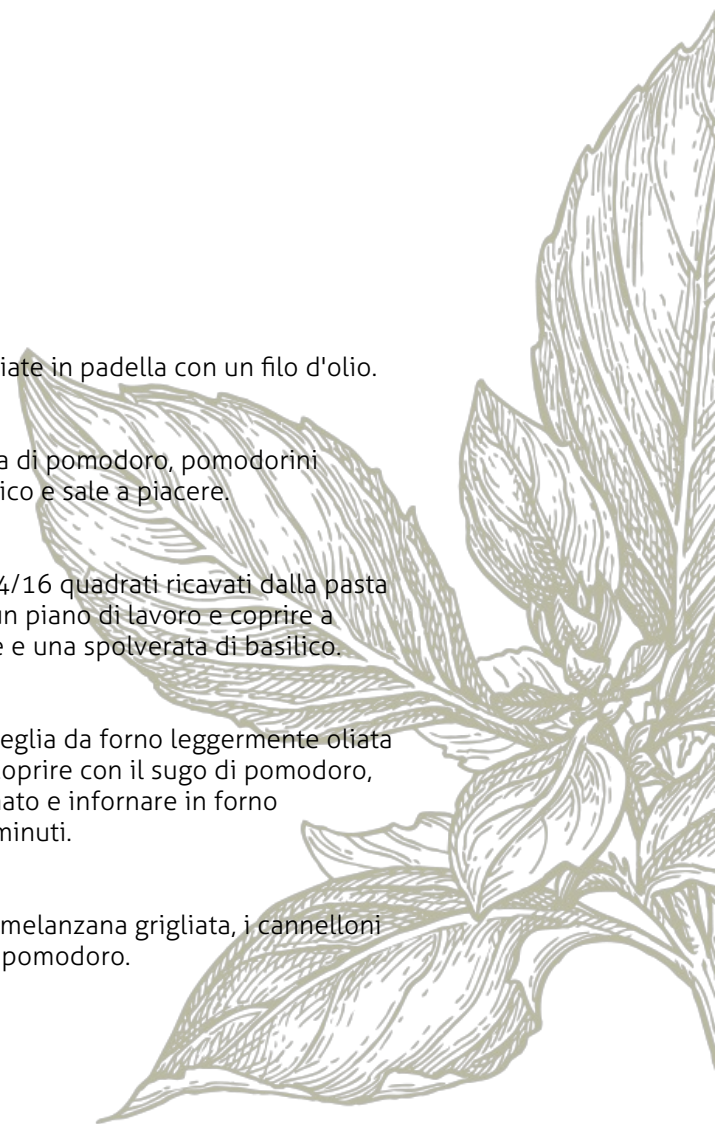 iate in padella con un filo d'olio.
a di pomodoro, pomodorini
ico e sale a piacere.
4/16 quadrati ricavati dalla pasta
un piano di lavoro e coprire a
e e una spolverata di basilico.
eglia da forno leggermente oliata
oprire con il sugo di pomodoro,
nato e infornare in forno
minuti.
melanzana grigliata, i cannelloni
pomodoro.